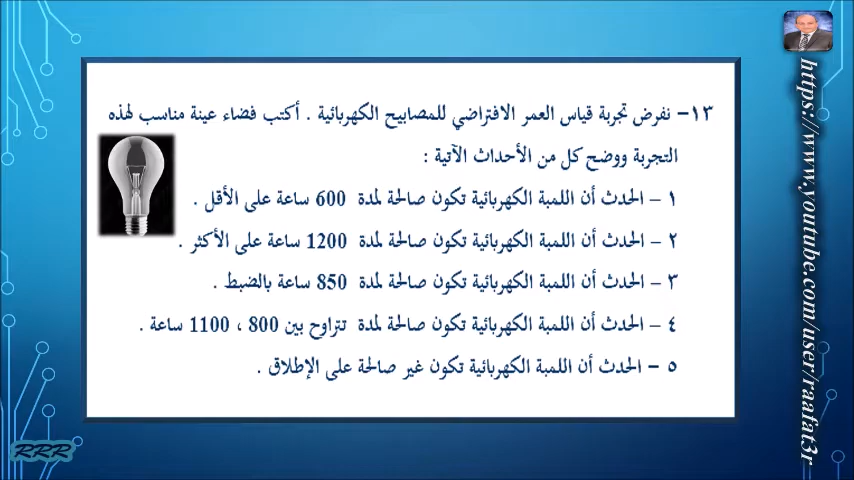 ١٣- نفرض تجربة قياس العمر الافتراضي للمصابيح الكهربائية . أكتب فضاء عينة مناسب لهذه
التجربة ووضح كل من الأحداث الآتية :
١ – الحدث أن اللمبة الكهربائية تكون صالحة لمدة 600 ساعة على الأقل .
٢ – الحدث أن اللمبة الكهربائية تكون صالحة لمدة 1200 ساعة على الأكثر .
٣ – الحدث أن اللمبة الكهربائية تكون صالحة لمدة 850 ساعة بالضبط .
٤ – الحدث أن اللمبة الكهربائية تكون صالحة لمدة تتراوح بين 800 ، 1100 ساعة .
٥ – الحدث أن اللمبة الكهربائية تكون غير صالحة على الإطلاق .
https://www.youtube.com/user/raafat3r
RRR